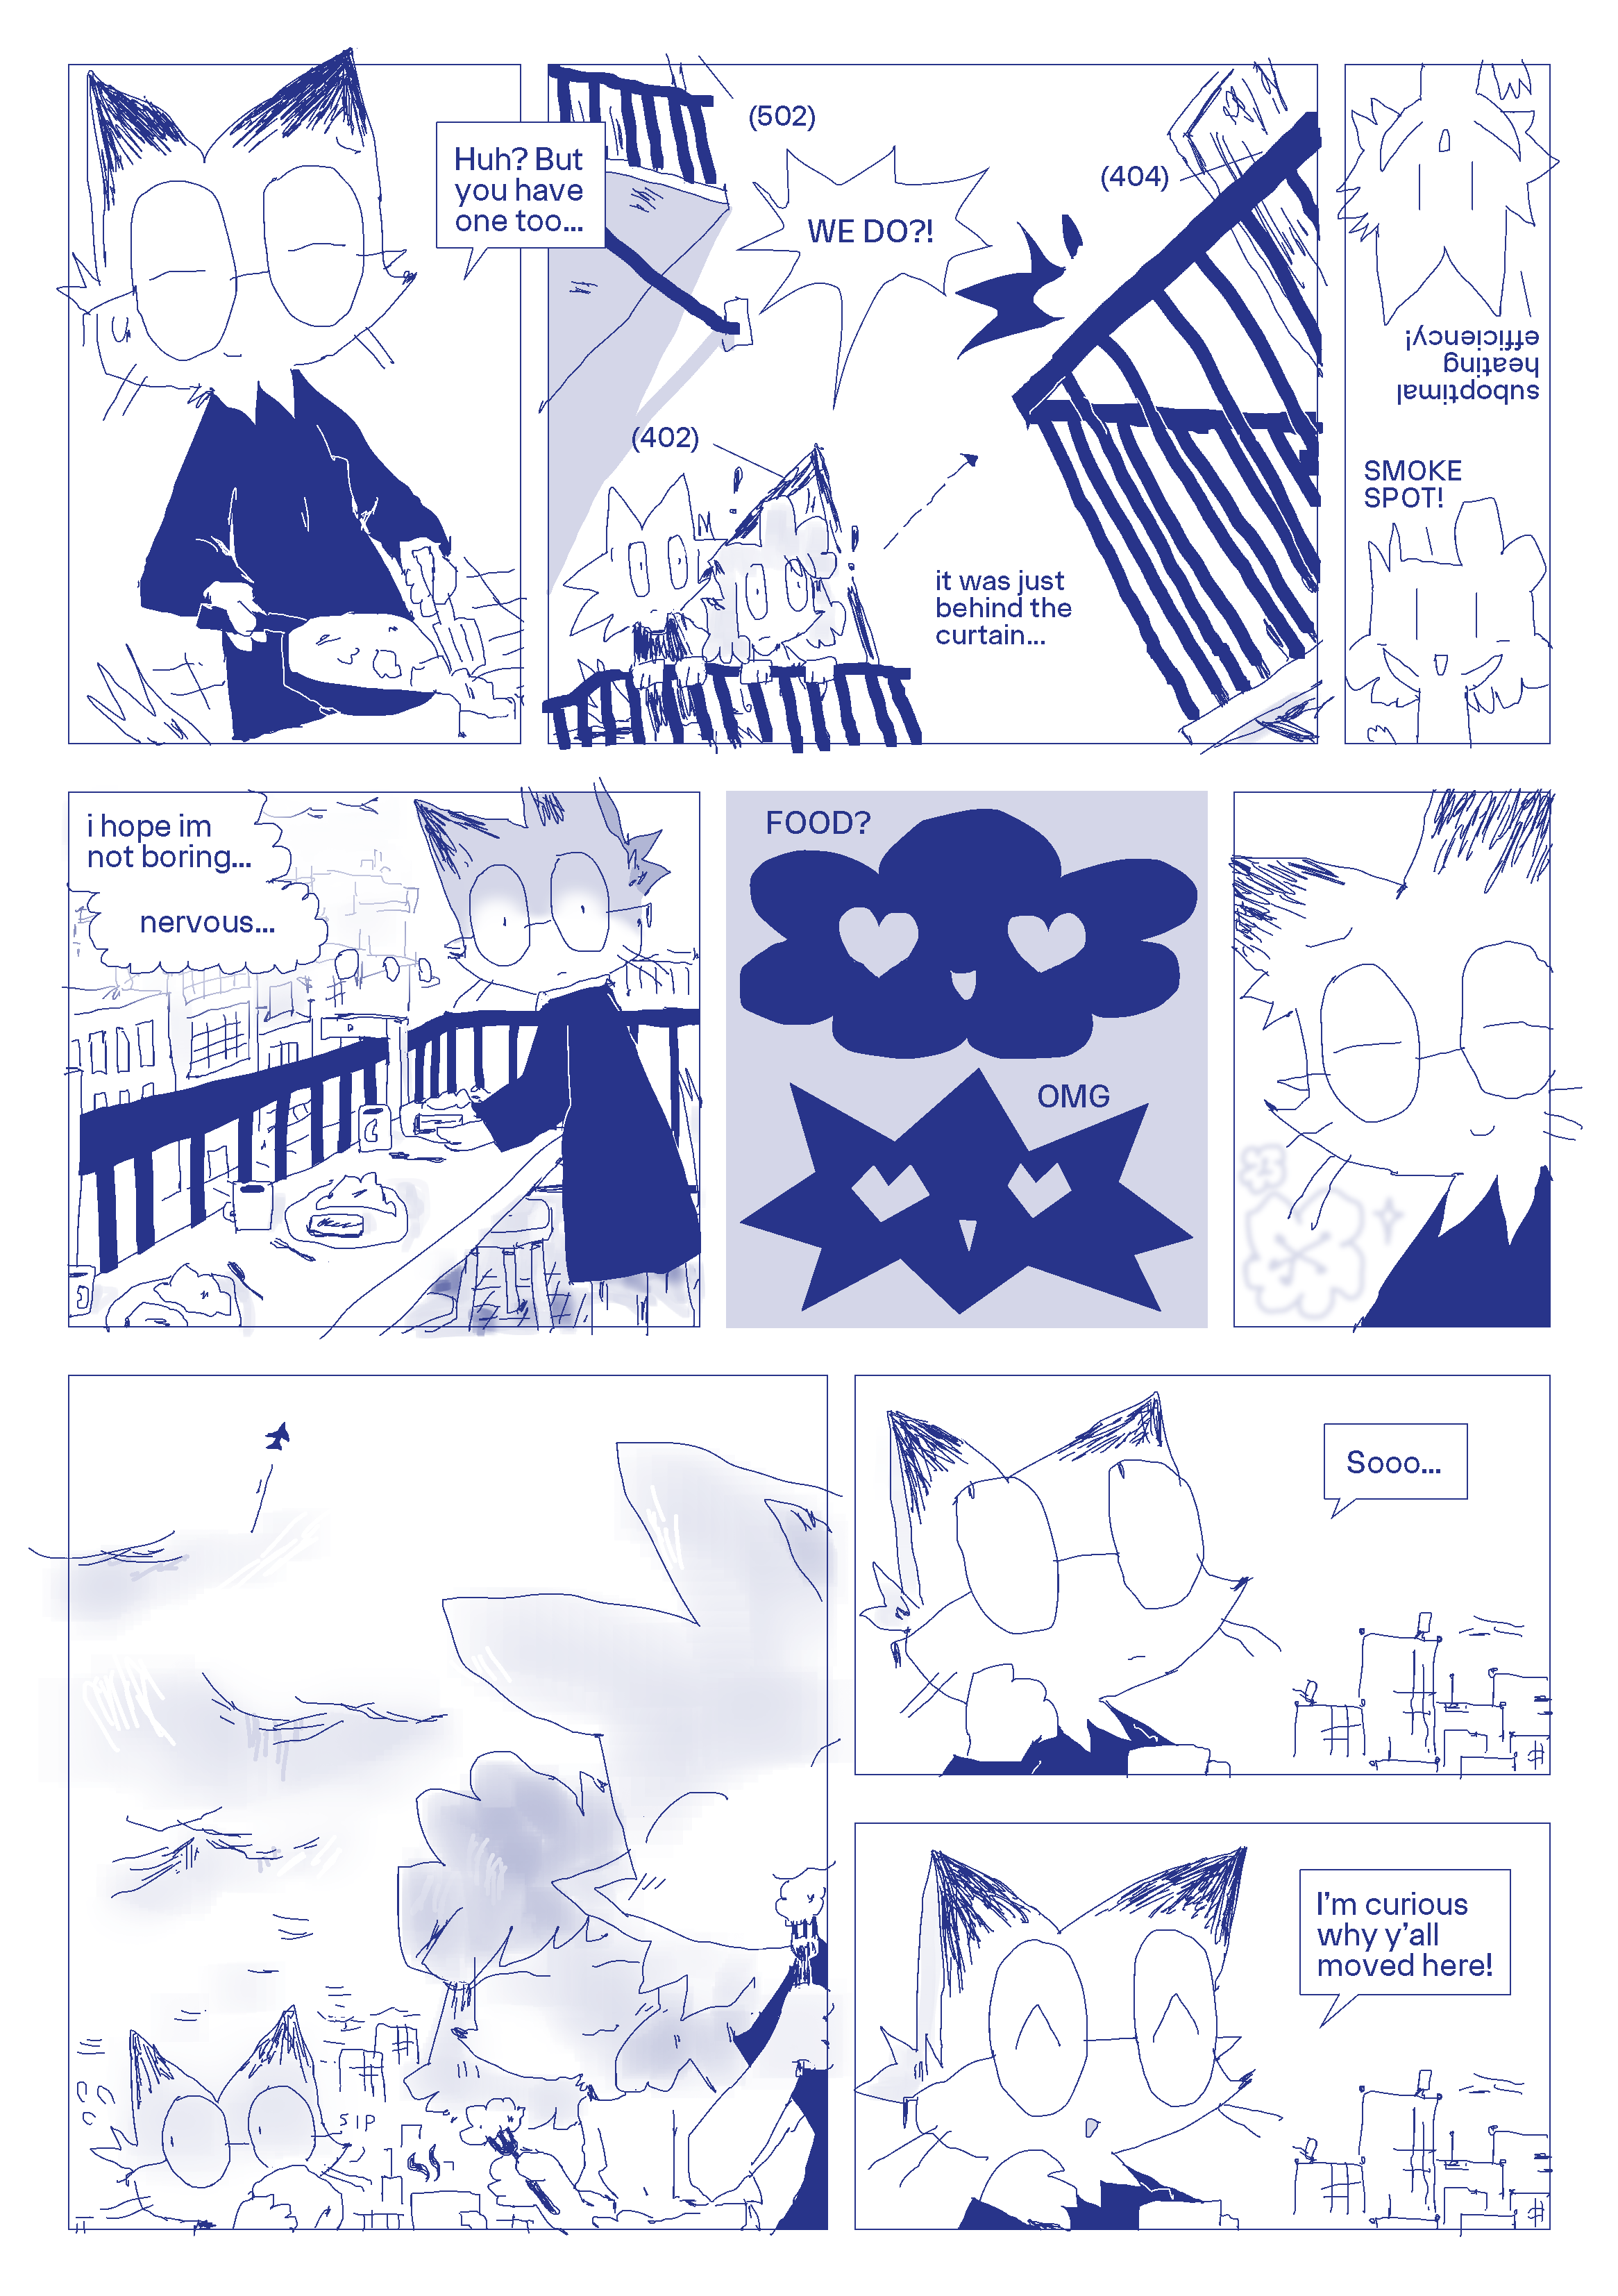 Huh? But
you have
one too...
(502)
WE DO?!
(404)
(402)
it was just
behind the
curtain...
suboptimal
heating
efficiency!
SMOKE
SPOT!
i hope im
not boring...
nervous...
FOOD?
OMG
SIP
Sooo...
I'm curious
why y'all
moved here!